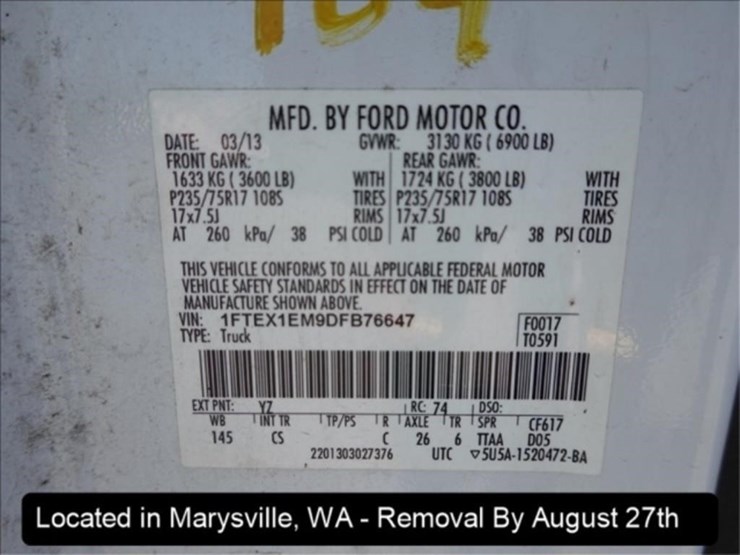 MFD. BY FORD MOTOR CO.
DATE: 03/13 GVWR: 3130 KG ( 6900 LB)
FRONT GAWR: REAR GAWR:
1633 KG ( 3600 LB) WITH 1724 KG ( 3800 LB) WITH
P235/75R17 108S TIRES P235/75R17 108S TIRES
17x7.5J RIMS 17x7.5J RIMS
AT 260 kPa/ 38 PSI COLD AT 260 kPa/ 38 PSI COLD
THIS VEHICLE CONFORMS TO ALL APPLICABLE FEDERAL MOTOR
VEHICLE SAFETY STANDARDS IN EFFECT ON THE DATE OF
MANUFACTURE SHOWN ABOVE.
VIN: 1FTEX1EM9DFB76647 F0017
TYPE: Truck T0591
EXT PNT: YZ RC: 74 DSO:
WB INT TR TP/PS R AXLE TR SPR CF617
145 CS C 26 6 TTAA D05
2201303027376 UTC ▽5U5A-1520472-BA
Located in Marysville, WA - Removal By August 27th